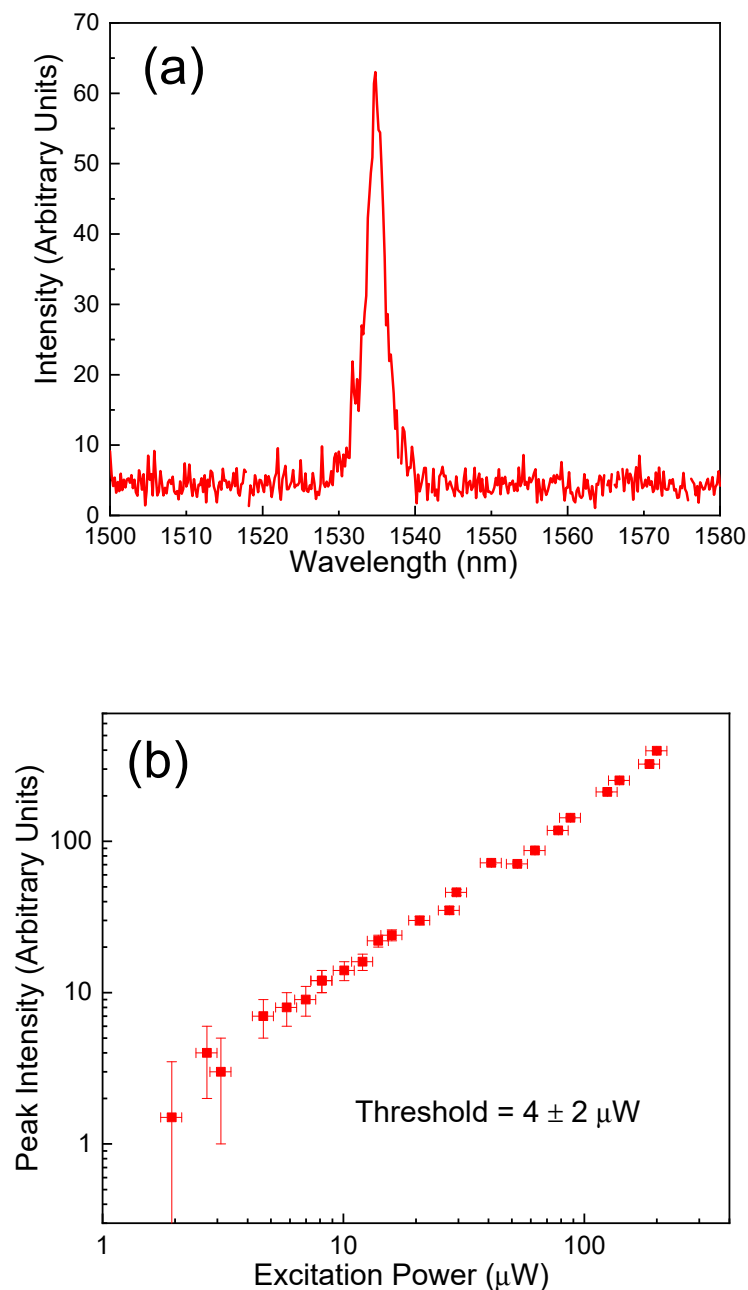 (a)
Intensity (Arbitrary Units)
70
60
50
40
30
20
10
0
1500 1510 1520 1530 1540 1550 1560 1570 1580
Wavelength (nm)
(b)
Peak Intensity (Arbitrary Units)
100
10
1
Threshold = 4 ± 2 μW
1 10 100
Excitation Power (μW)